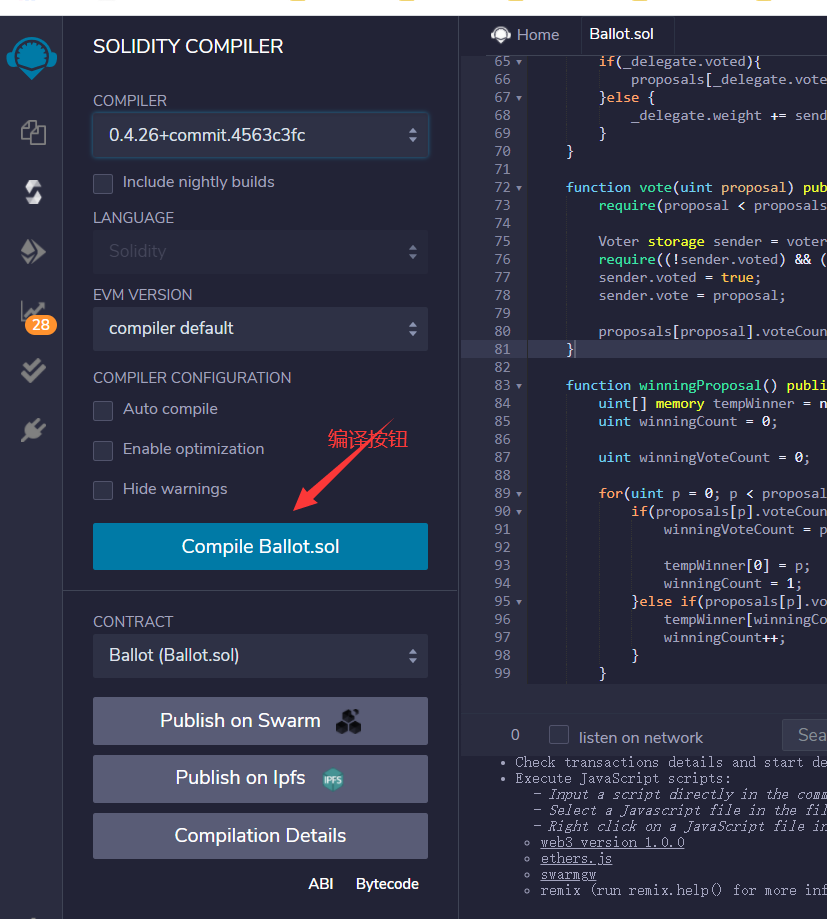 SOLIDITY COMPILER
COMPILER
0.4.26+commit.4563c3fc
Include nightly builds
LANGUAGE
Solidity
EVM VERSION
compiler default
COMPILER CONFIGURATION
Auto compile
编译按钮
Enable optimization
Hide warnings
Compile Ballot.sol
CONTRACT
Ballot (Ballot.sol)
Publish on Swarm
Publish on Ipfs IPFS
Compilation Details
ABI Bytecode
28
Home Ballot.sol
65 if(_delegate.voted){
66 proposals[_delegate.vote
67 }else {
68 _delegate.weight += send
69 }
70 }
71
72 function vote(uint proposal) pub
73 require(proposal < proposals
74
75 Voter storage sender = voter
76 require((!sender.voted) && (
77 sender.voted = true;
78 sender.vote = proposal;
79
80 proposals[proposal].voteCoun
81 }
82
83 function winningProposal() publi
84 uint[] memory tempWinner = n
85 uint winningCount = 0;
86
87 uint winningVoteCount = 0;
88
89 for(uint p = 0; p < proposal
90 if(proposals[p].voteCoun
91 winningVoteCount = p
92
93 tempWinner[0] = p;
94 winningCount = 1;
95 }else if(proposals[p].vo
96 tempWinner[winningCo
97 winningCount++;
98 }
99 }
0 listen on network Sea
• Check transactions details and start de
• Execute JavaScript scripts:
- Input a script directly in the comm
- Select a Javascript file in the fil
- Right click on a JavaScript file in
web3 version 1.0.0
ethers.js
swarmgw
remix (run remix.help() for more inf